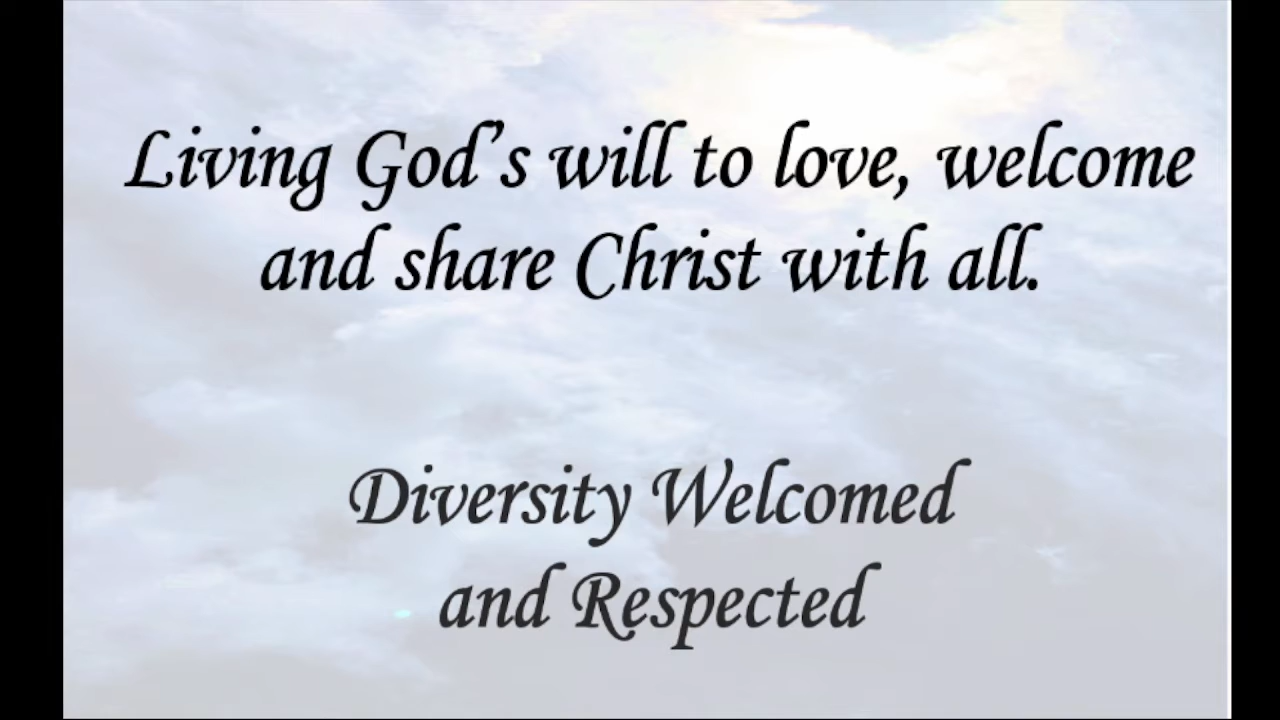 Living God’s will to love, welcome
and share Christ with all.
Diversity Welcomed
and Respected